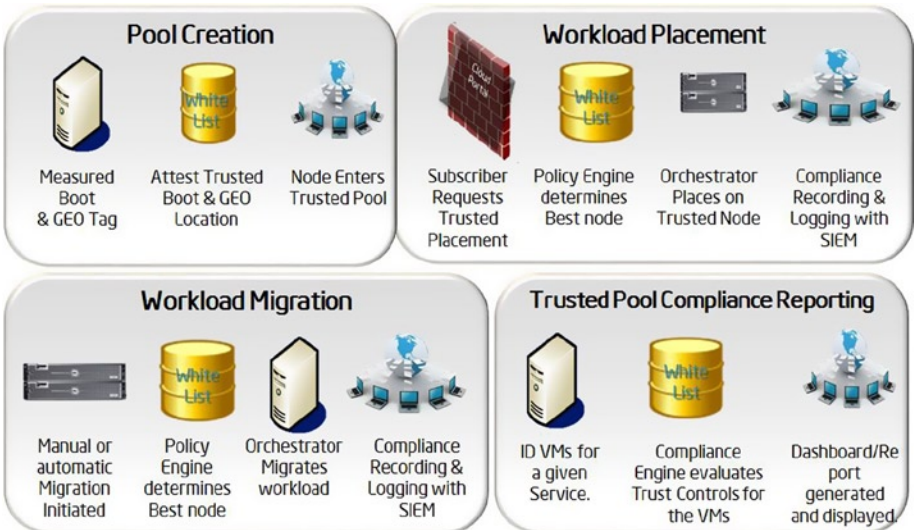 Pool Creation
White
List
Measured
Boot
& GEO Tag
Attest Trusted
Boot & GEO
Location
Node Enters
Trusted Pool
Workload Placement
Cloud
Portal
White
List
Subscriber
Requests
Trusted
Placement
Policy Engine
determines
Best node
Orchestrator
Places on
Trusted Node
Compliance
Recording &
Logging with
SIEM
Workload Migration
White
List
Manual or
automatic
Migration
Initiated
Policy
Engine
determines
Best node
Orchestrator
Migrates
workload
Compliance
Recording &
Logging with
SIEM
Trusted Pool Compliance Reporting
White
List
ID VMs for
a given
Service.
Compliance
Engine evaluates
Trust Controls for
the VMs
Dashboard/Re
port
generated
and displayed